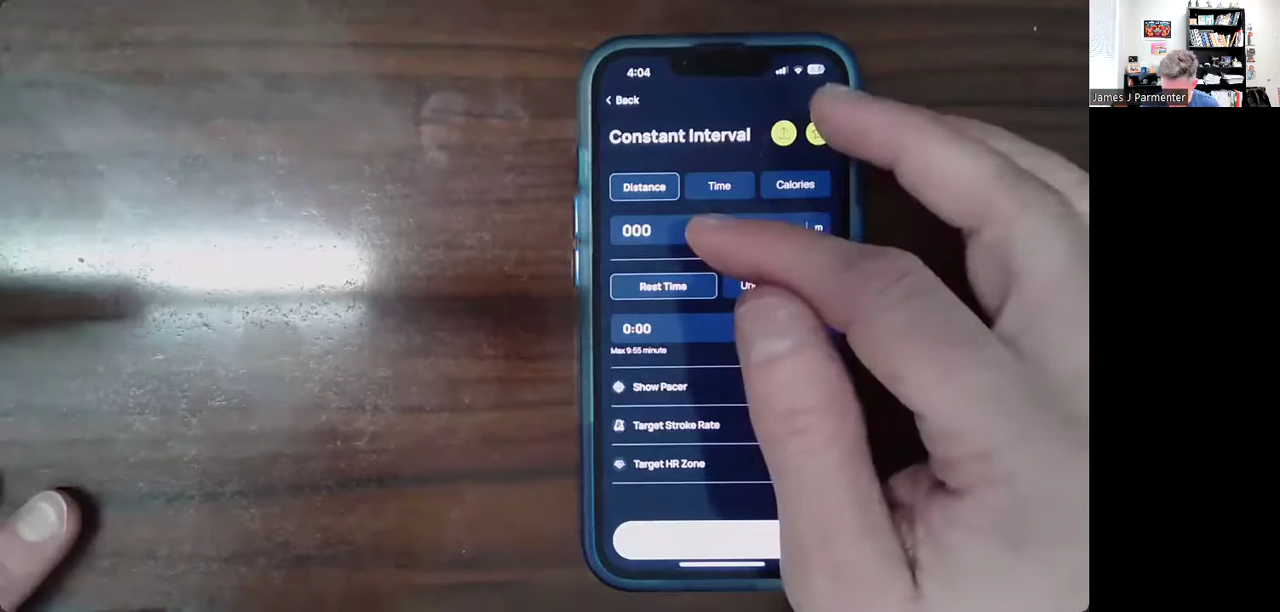 4:04
Back
Constant Interval
Distance Time Calories
000 m
Rest Time
0:00
Max 9:55 minute
Show Pacer
Target Stroke Rate
Target HR Zone
James J Parmenter